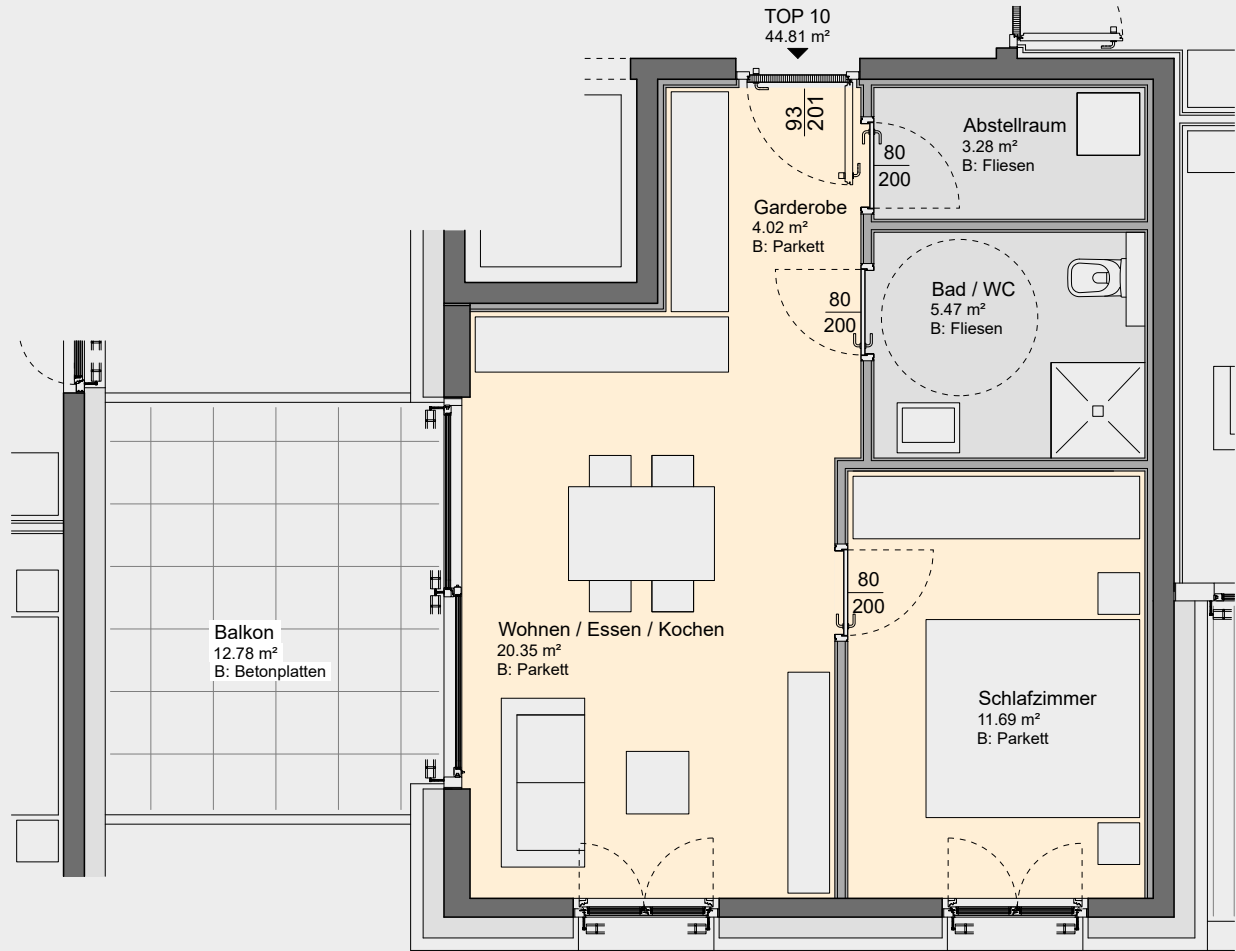 TOP 10
44.81 m²
93
201
Abstellraum
3.28 m²
B: Fliesen
80
200
Garderobe
4.02 m²
B: Parkett
Bad / WC
5.47 m²
B: Fliesen
80
200
80
200
Wohnen / Essen / Kochen
20.35 m²
B: Parkett
Balkon
12.78 m²
B: Betonplatten
Schlafzimmer
11.69 m²
B: Parkett